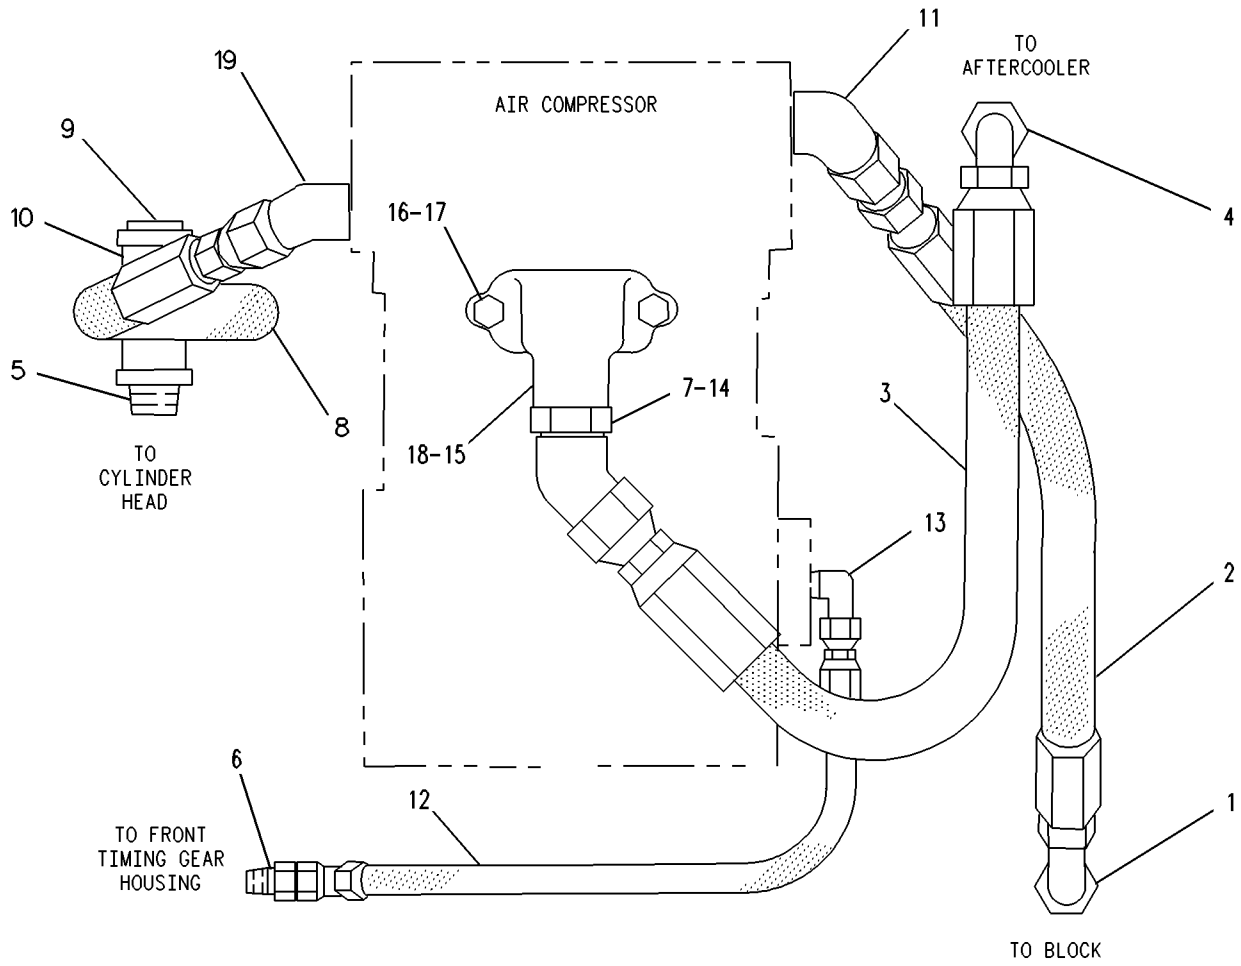 11
TO
AFTERCOOLER
19
AIR COMPRESSOR
9
10
16-17
4
5
3
7-14
8
18-15
TO
CYLINDER
HEAD
13
2
6
12
1
TO FRONT
TIMING GEAR
HOUSING
TO BLOCK